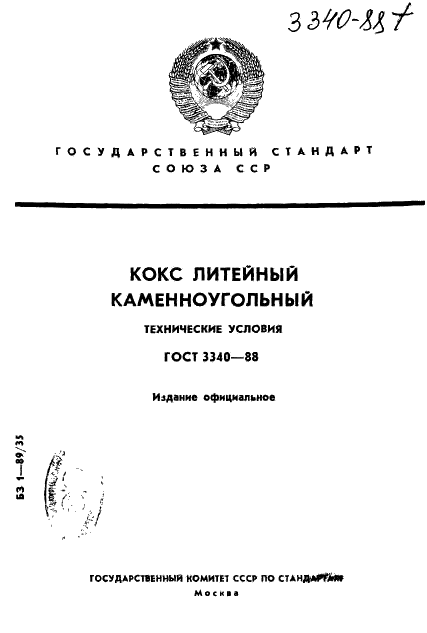 3340-88
ГОСУДАРСТВЕННЫЙ СТАНДАРТ
СОЮЗА ССР
КОКС ЛИТЕЙНЫЙ
КАМЕННОУГОЛЬНЫЙ
ТЕХНИЧЕСКИЕ УСЛОВИЯ
ГОСТ 3340—88
Издание официальное
БЗ 1—89/35
ГОСУДАРСТВЕННЫЙ КОМИТЕТ СССР ПО
Москва